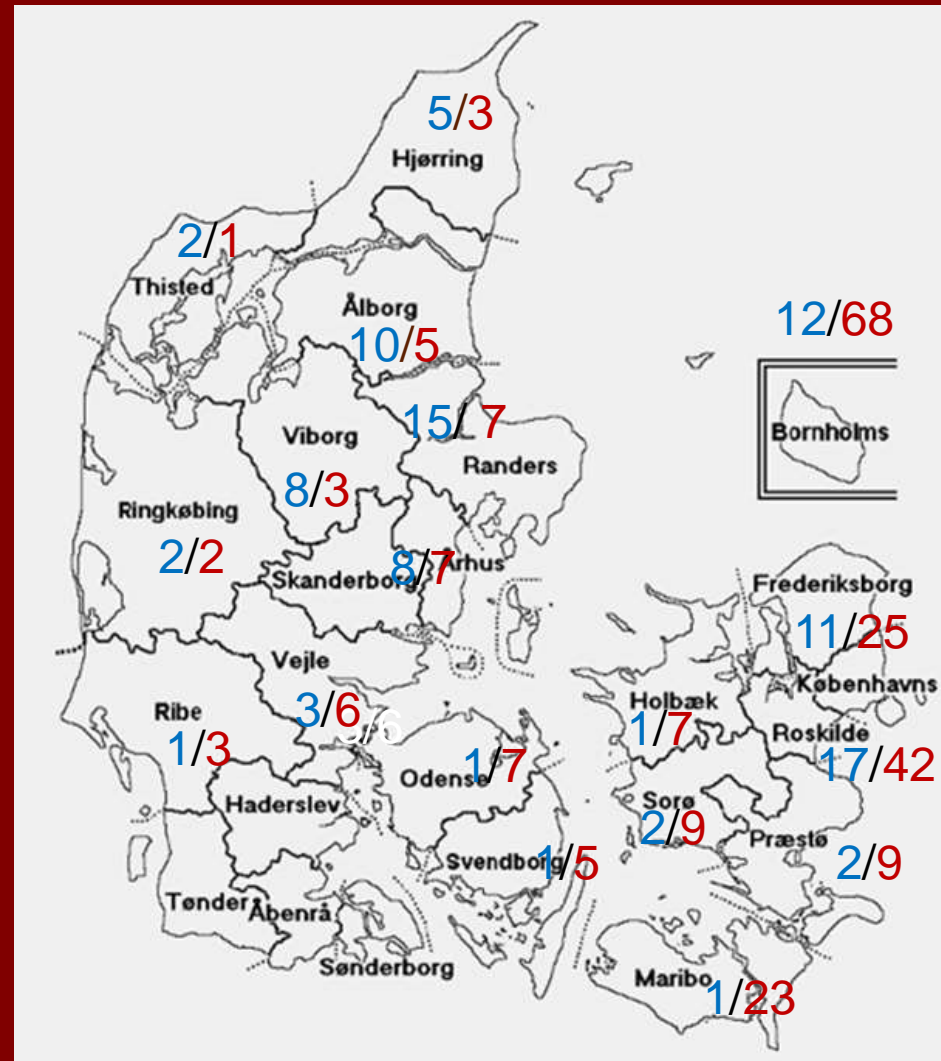 5/3
Hjørring
2/1
Thisted
Ålborg
10/5
12/68
15/ 7
Viborg
Randers
Bornholms
8/3
Ringkøbing
2/2
Skanderborg
8/7
Århus
Frederiksborg
11/25
Vejle
Københavns
3/6
3/6
Ribe
1/3
Holbæk
1/7
Roskilde
17/42
Odense
1/7
Haderslev
Sorø
2/9
Præstø
2/9
Svendborg
1/5
Tønder
Åbenrå
Sønderborg
Maribo
1/23